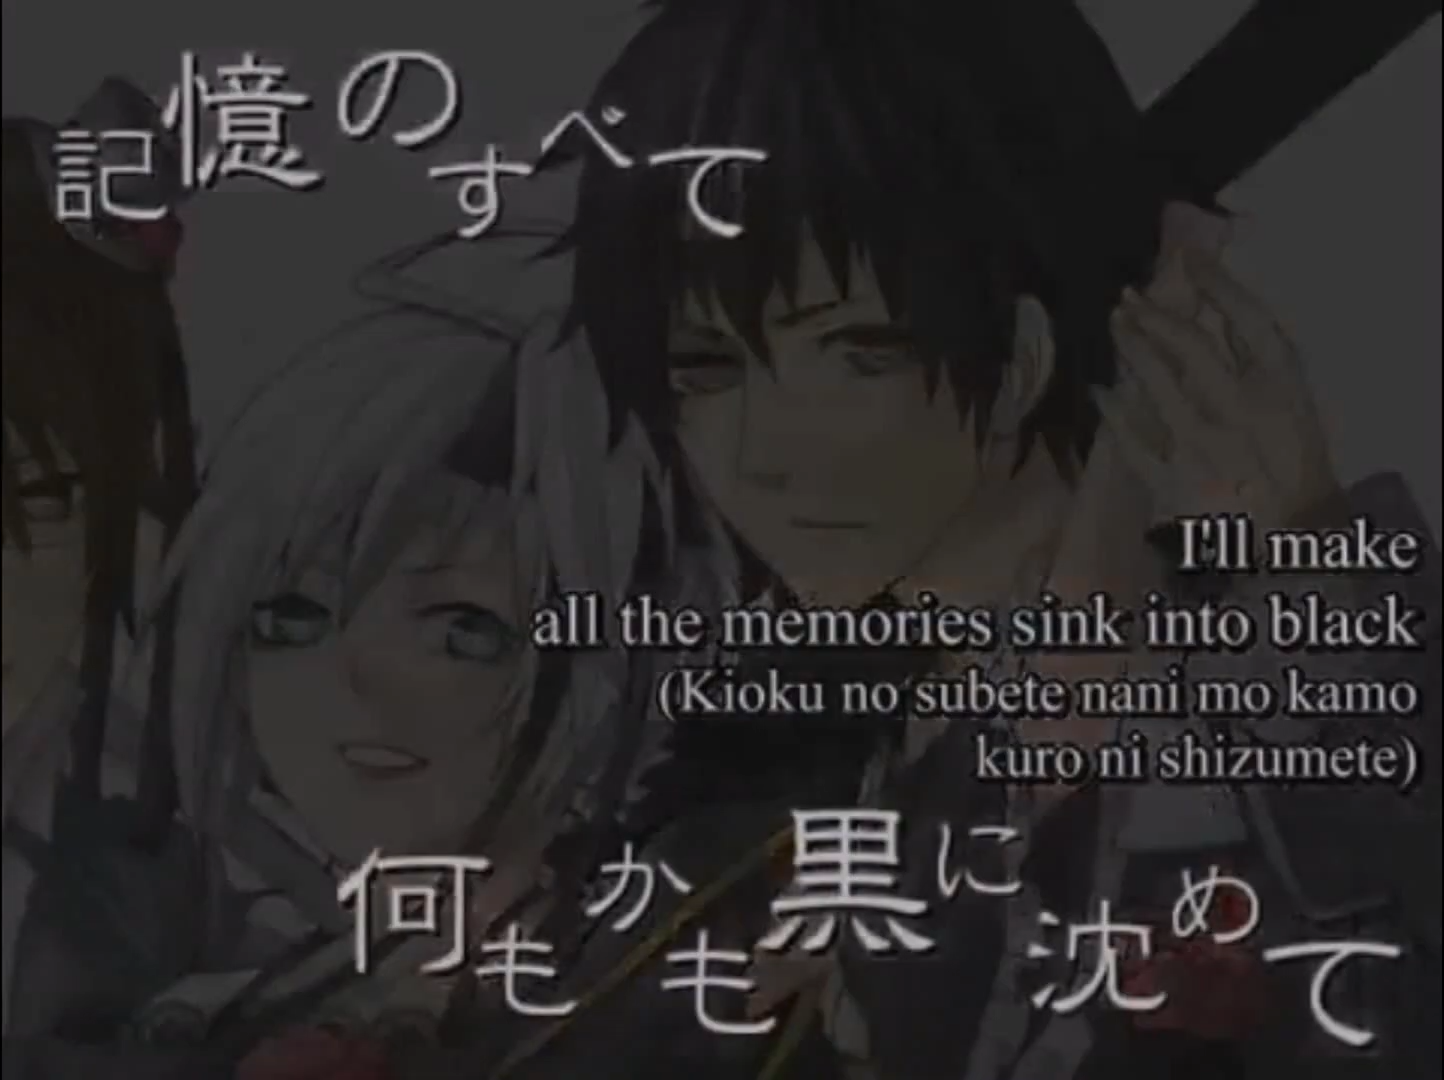 記憶のすべて
I'll make
all the memories sink into black
(Kioku no subete nani mo kamo
kuro ni shizumete)
何もかも黒に沈めて